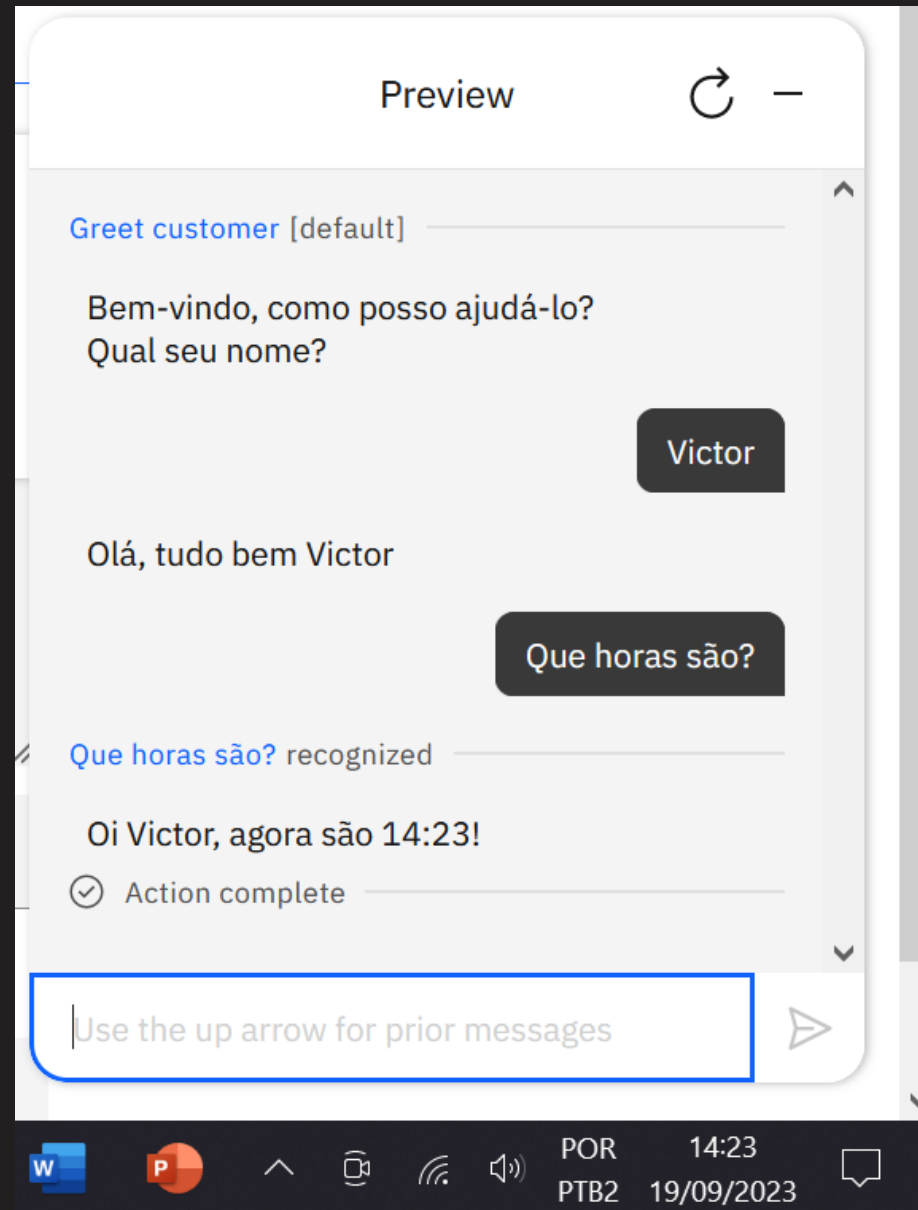 Preview
Greet customer [default]
Bem-vindo, como posso ajudá-lo?
Qual seu nome?
Victor
Olá, tudo bem Victor
Que horas são?
Que horas são? recognized
Oi Victor, agora são 14:23!
Action complete
Use the up arrow for prior messages
W
P
POR
14:23
PTB2
19/09/2023